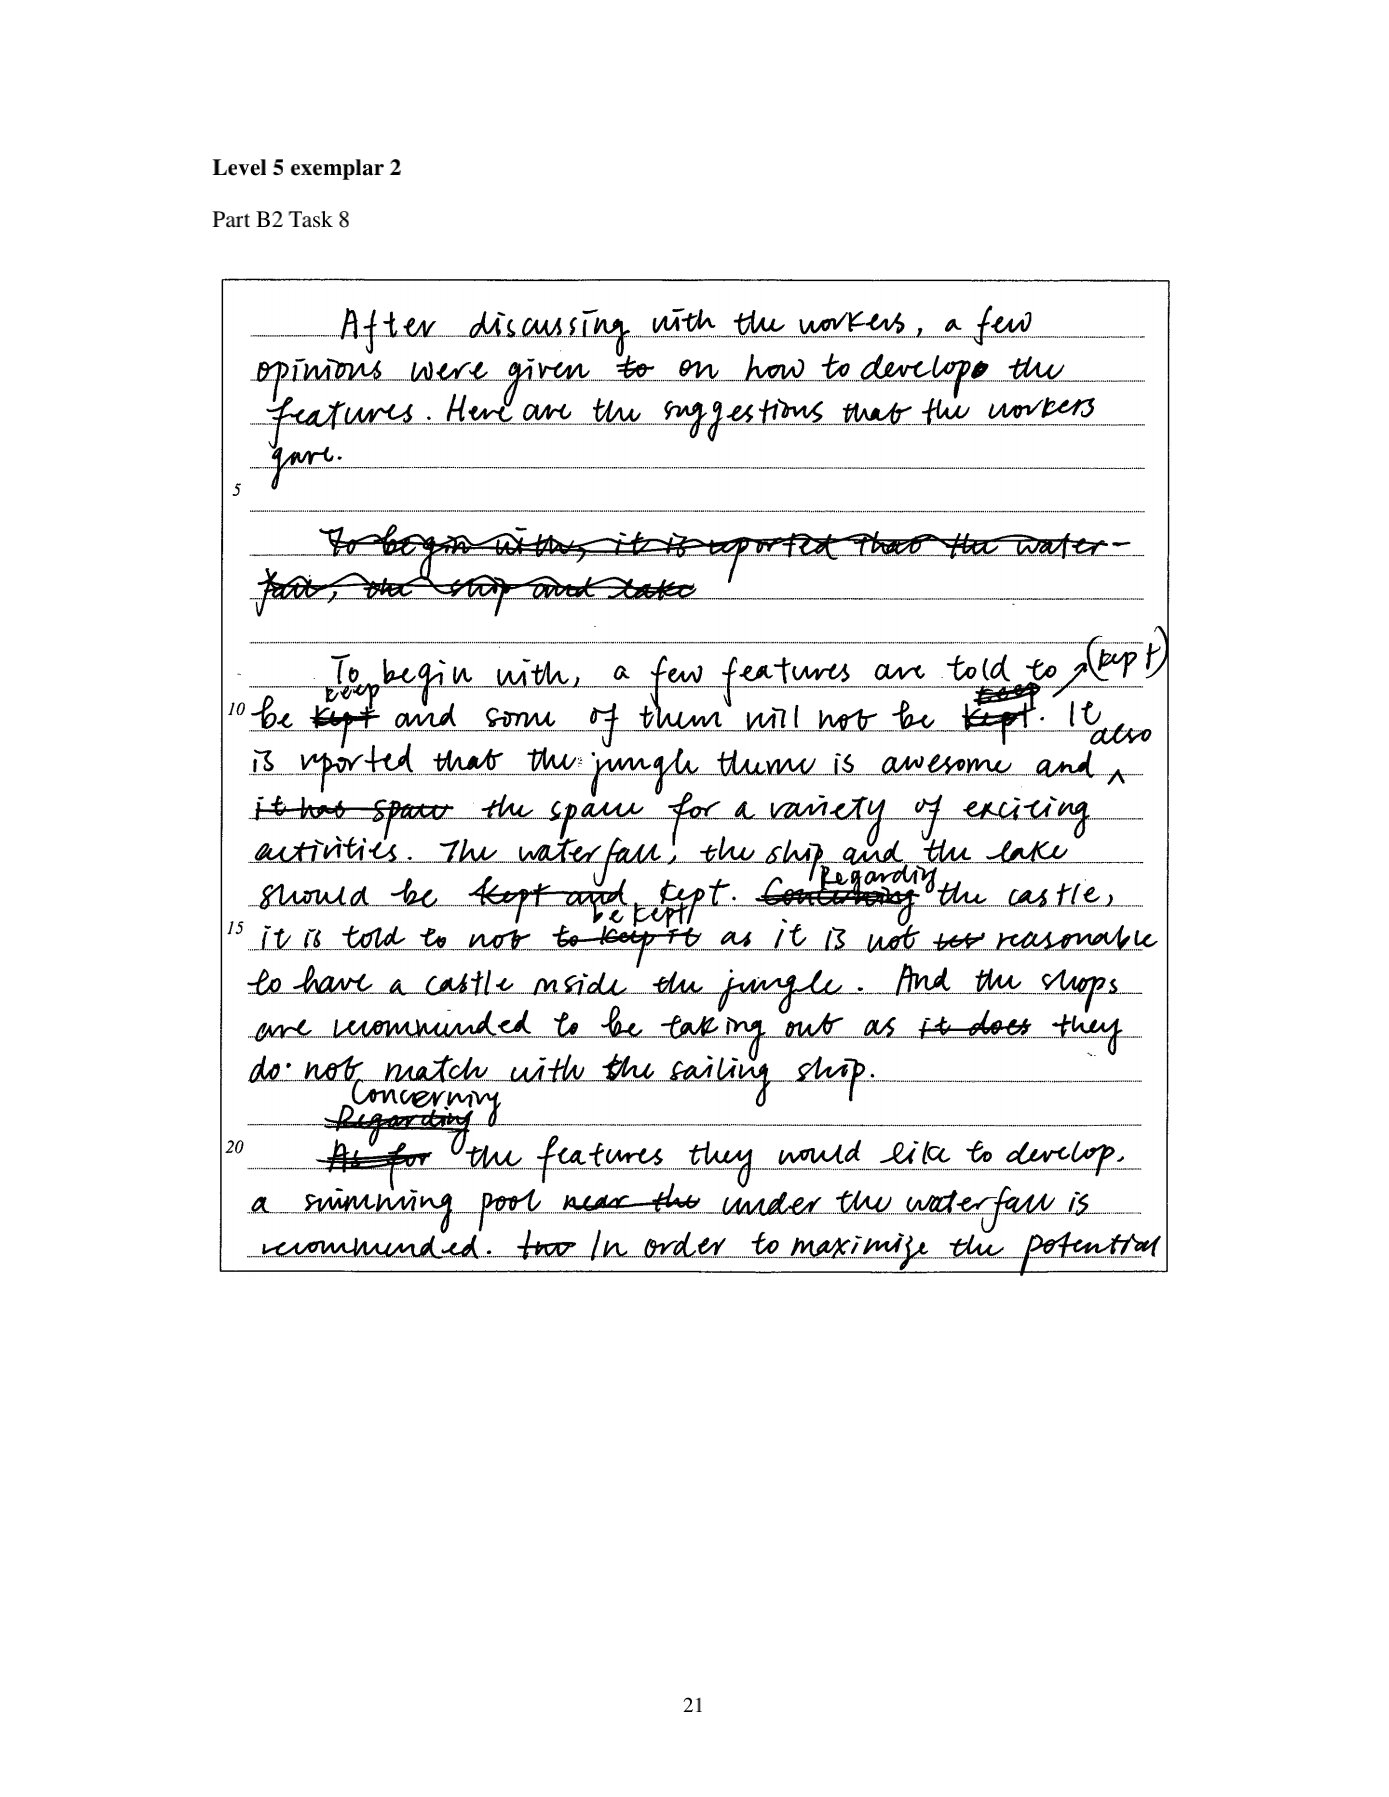 Level 5 exemplar 2
Part B2 Task 8
After discussing with the workers, a few
opinions were given to on how to develop the
features. Here are the suggestions that the workers
gave.
5
To begin with, it is reported that the water-
fall, the ship and lake
To begin with, a few features are told to (kept)
keep
keep
10 be kept and some of them will not be kept. It
also
is reported that the jungle theme is awesome and ^
it has space the space for a variety of exciting
activities. The waterfall, the ship and the lake
Regarding
should be kept and kept. Concerning the castle,
be kept
15 it is told to not to keep it as it is not reasonable
to have a castle inside the jungle. And the shops
are recommended to be taking out as it does they
do not match with the sailing ship.
Concerning
Regarding
20 As for the features they would like to develop,
a swimming pool near the under the waterfall is
recommended. In order to maximize the potential
21